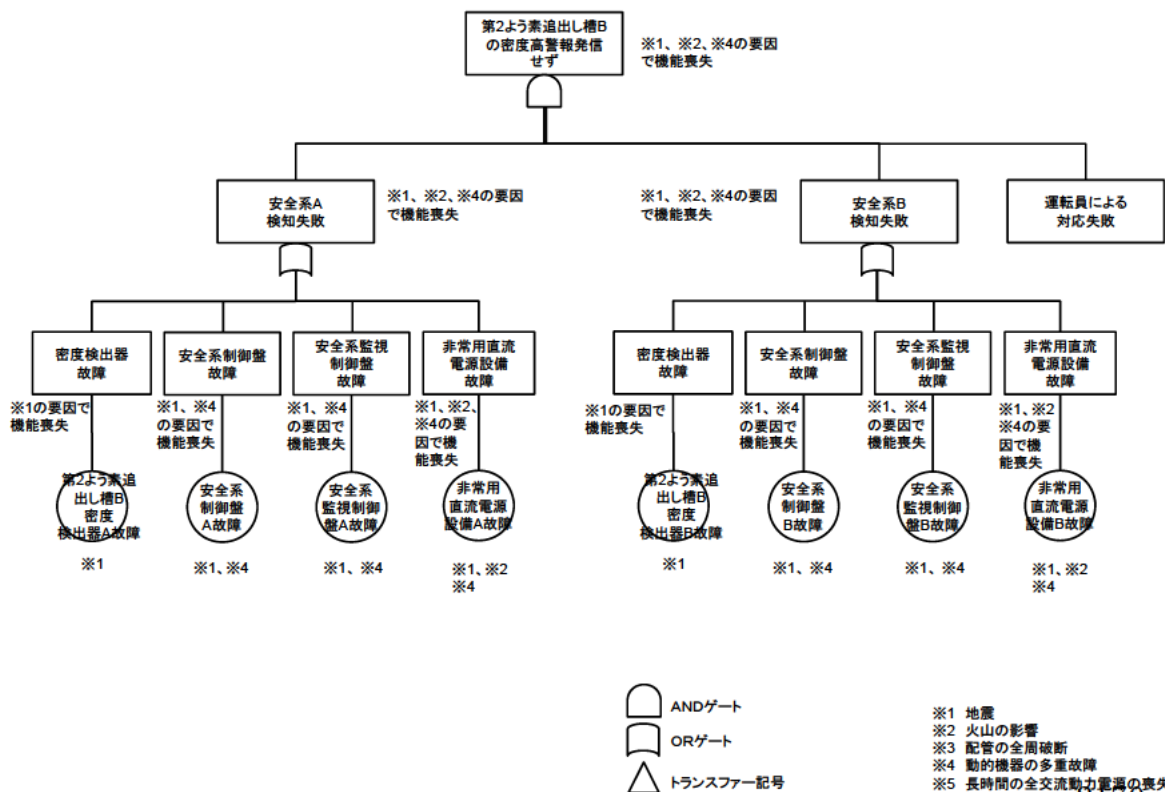 第2よう素追出し槽B
の密度高警報発信
せず
※1、※2、※4の要因
で機能喪失
安全系A
検知失敗
※1、※2、※4の要因
で機能喪失
※1、※2、※4の要因
で機能喪失
安全系B
検知失敗
運転員による
対応失敗
密度検出器
故障
安全系制御盤
故障
安全系監視
制御盤
故障
非常用直流
電源設備
故障
密度検出器
故障
安全系制御盤
故障
安全系監視
制御盤
故障
非常用直流
電源設備
故障
※1の要因で
機能喪失
※1、※4
の要因で
機能喪失
※1、※4
の要因で
機能喪失
※1、※2、
※4の要
因で機
能喪失
※1の要因で
機能喪失
※1、※4
の要因で
機能喪失
※1、※4
の要因で
機能喪失
※1、※2
※4の要
因で機
能喪失
第2よう素追
出し槽B
密度
検出器A故障
安全系
制御盤
A故障
安全系
監視制御
盤A故障
非常用
直流電源
設備A故障
第2よう素追
出し槽B
密度
検出器B故障
安全系
制御盤
B故障
安全系
監視制御
盤B故障
非常用
直流電源
設備B故障
※1
※1、※4
※1、※4
※1、※2
※4
※1
※1、※4
※1、※4
※1、※2
※4
ANDゲート
ORゲート
トランスファー記号
※1 地震
※2 火山の影響
※3 配管の全周破断
※4 動的機器の多重故障
※5 長時間の全交流動力電源の喪失